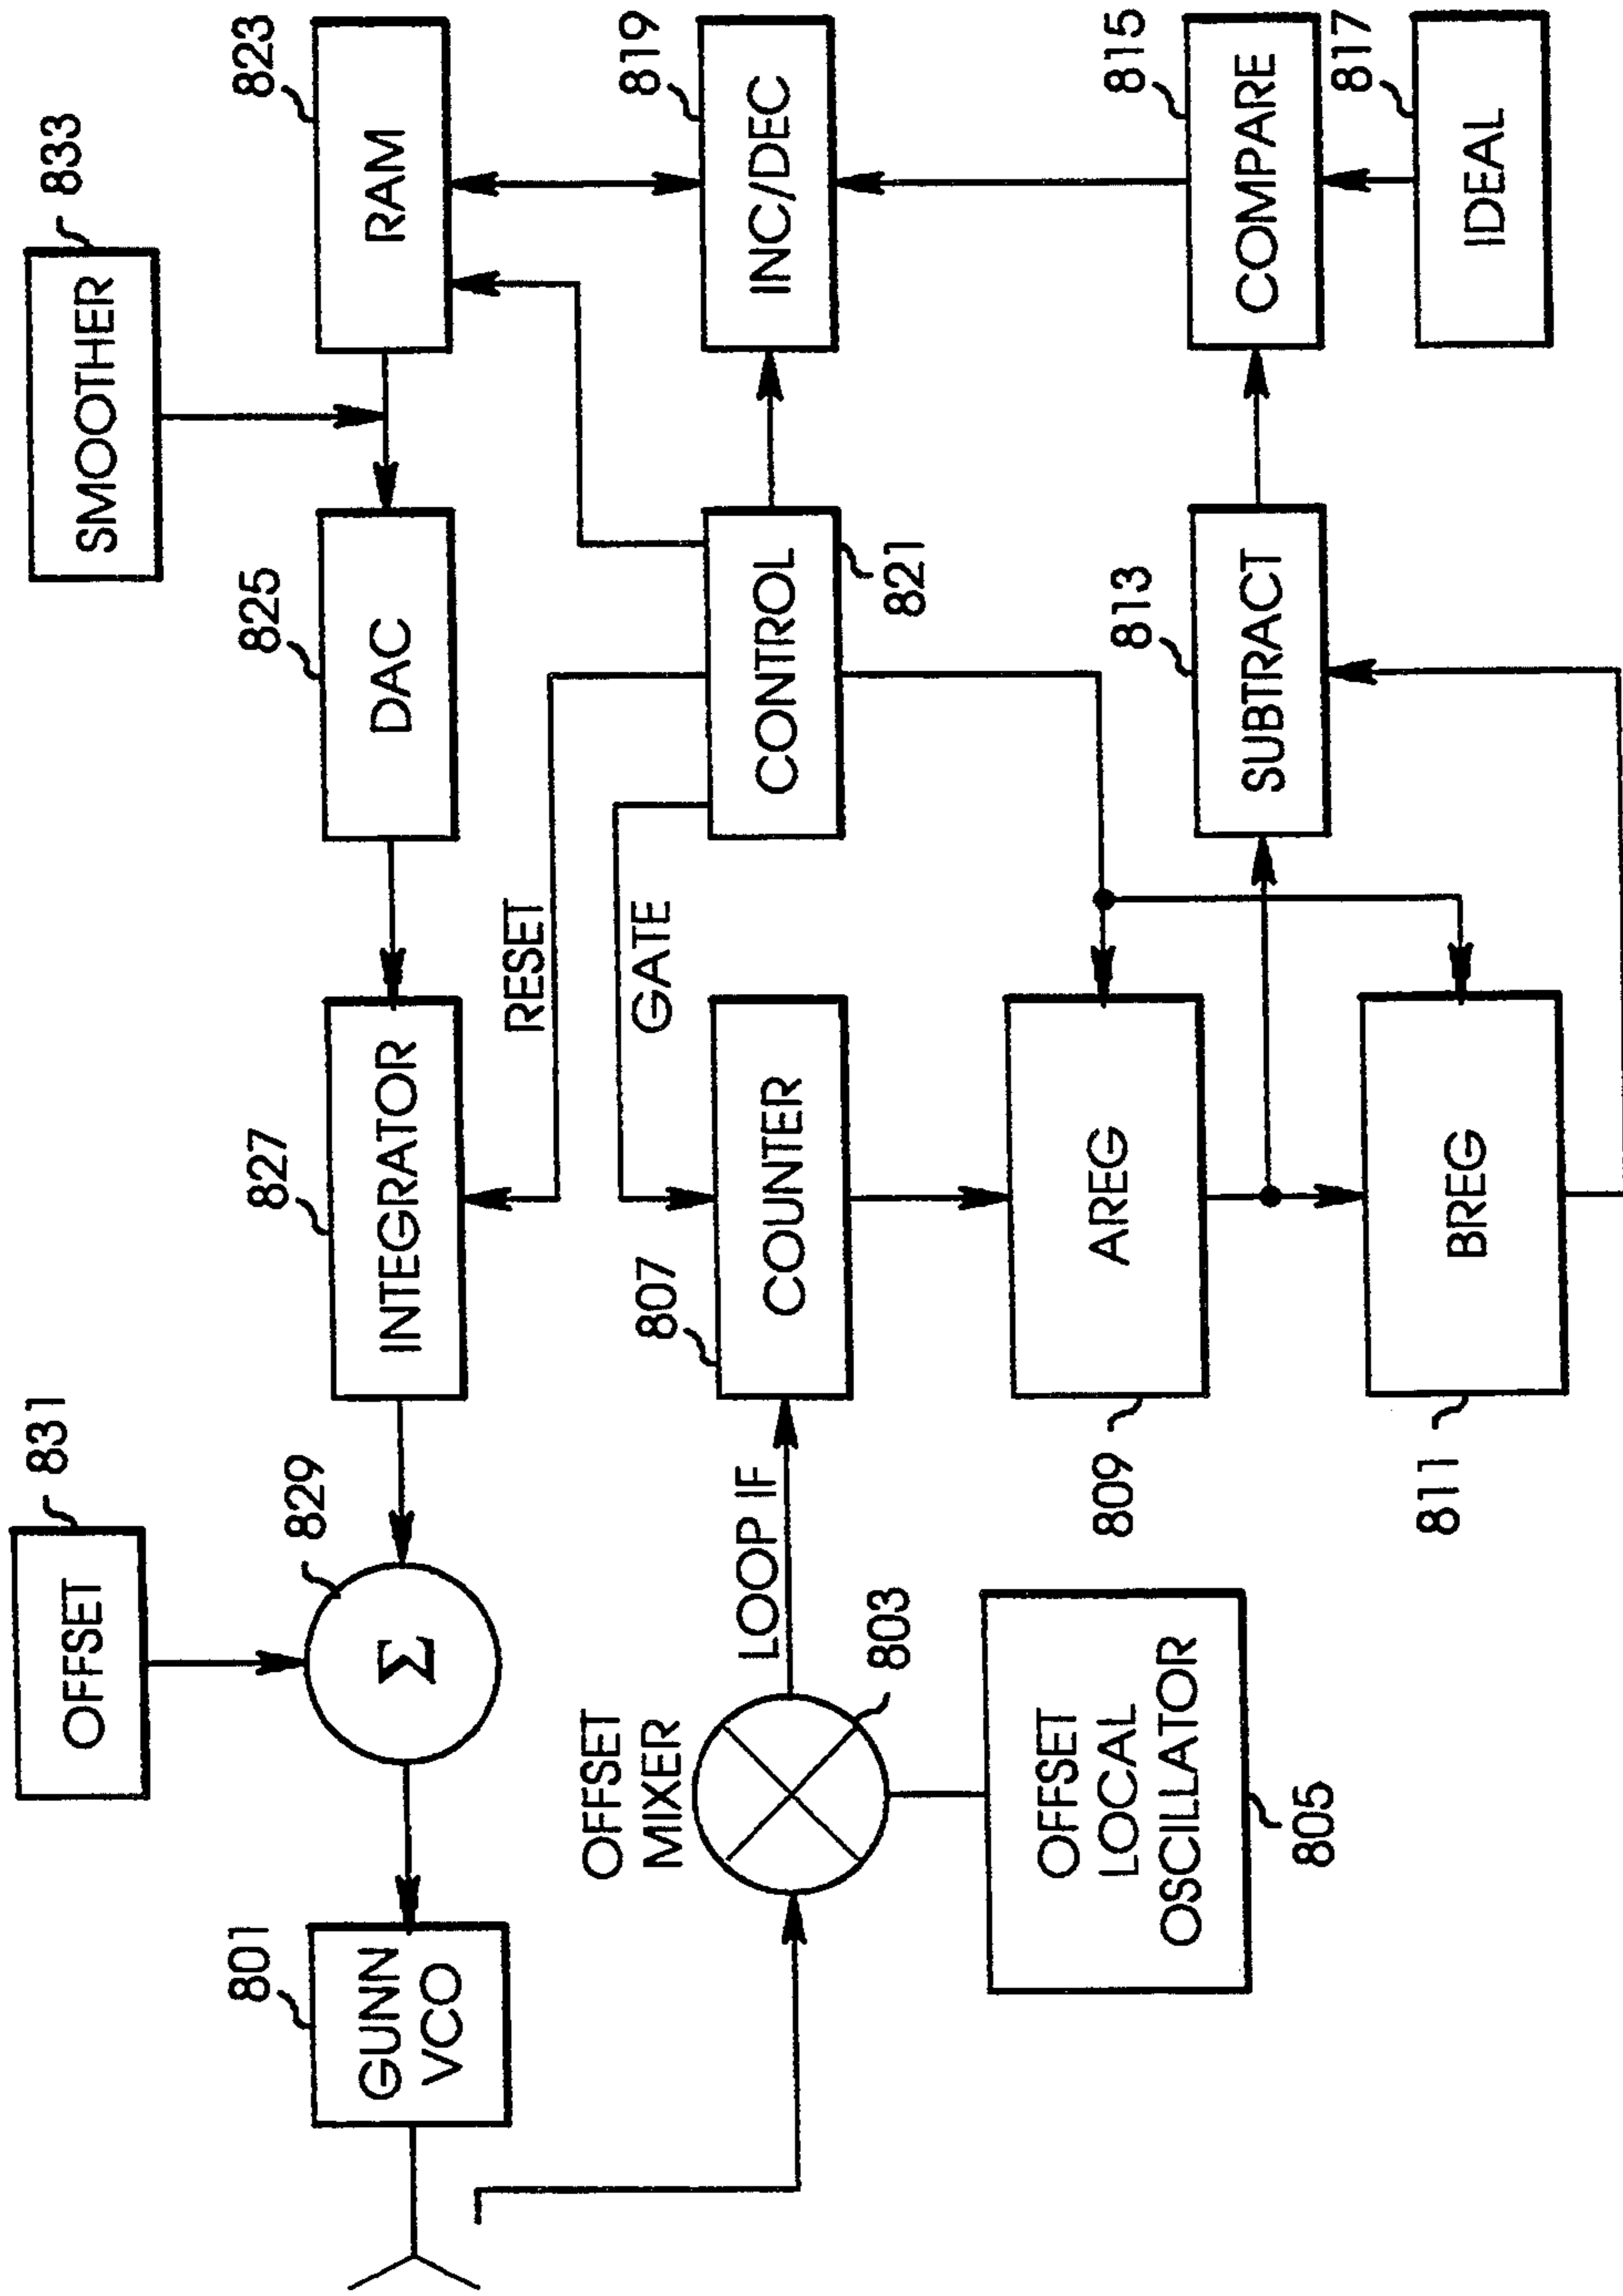 OFFSET
831
SMOOTHER
833
GUNN
VCO
801
Σ
829
INTEGRATOR
827
DAC
825
RAM
823
RESET
GATE
OFFSET
MIXER
803
LOOP IF
COUNTER
807
CONTROL
821
INC/DEC
819
OFFSET
LOCAL
OSCILLATOR
805
AREG
809
BREG
811
SUBTRACT
813
COMPARE
815
IDEAL
817